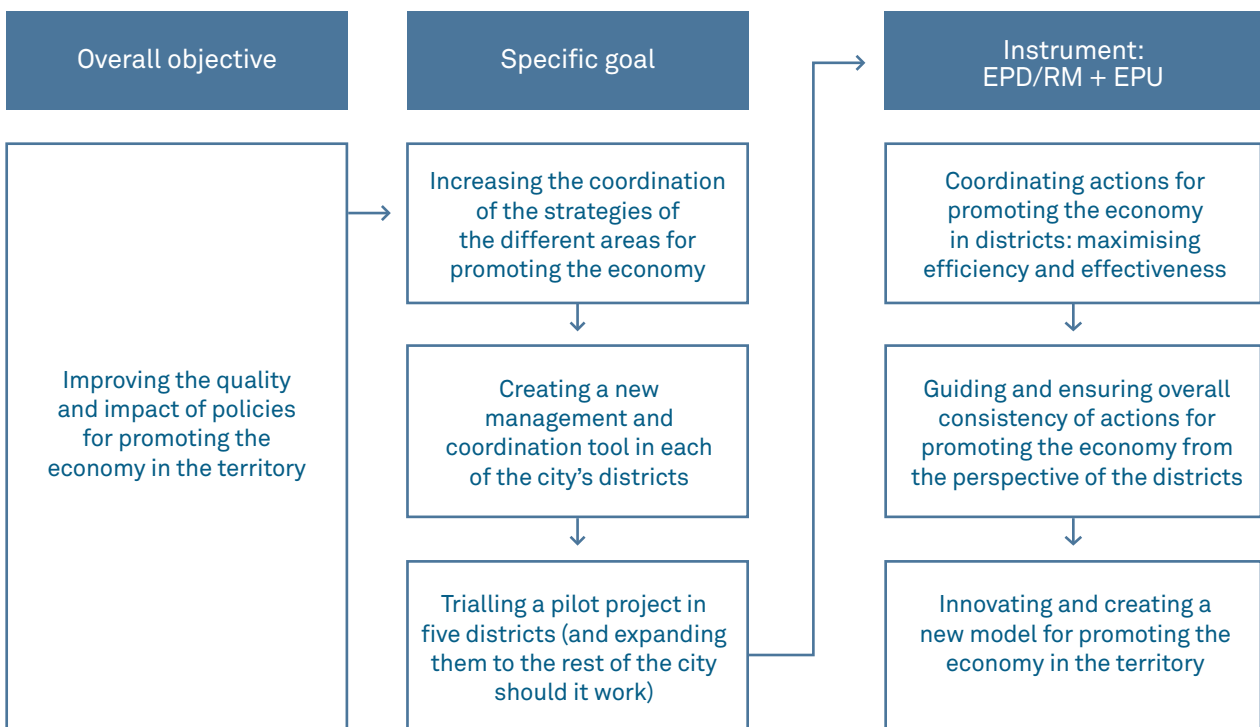 Overall objective
Improving the quality
and impact of policies
for promoting the
economy in the territory
Specific goal
Increasing the coordination
of the strategies of
the different areas for
promoting the economy
Creating a new
management and
coordination tool in each
of the city’s districts
Trialling a pilot project in
five districts (and expanding
them to the rest of the city
should it work)
Instrument:
EPD/RM + EPU
Coordinating actions for
promoting the economy
in districts: maximising
efficiency and effectiveness
Guiding and ensuring overall
consistency of actions for
promoting the economy from
the perspective of the districts
Innovating and creating a
new model for promoting the
economy in the territory